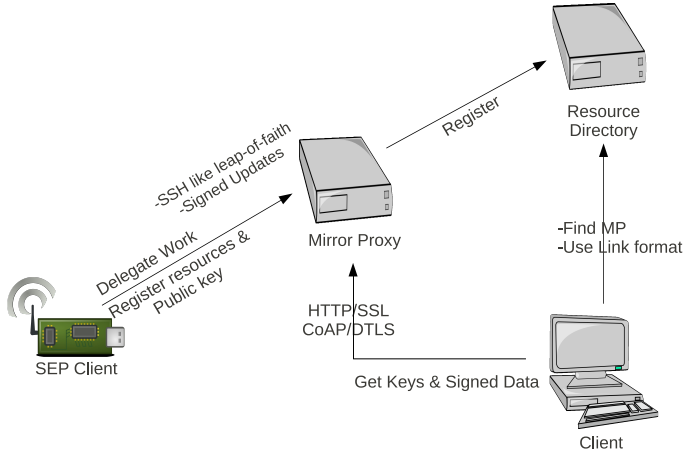 Resource
Directory
Register
-SSH like leap-of-faith
-Signed Updates
Mirror Proxy
-Find MP
-Use Link format
Delegate Work
Register resources &
Public key
HTTP/SSL
CoAP/DTLS
SEP Client
Get Keys & Signed Data
Client